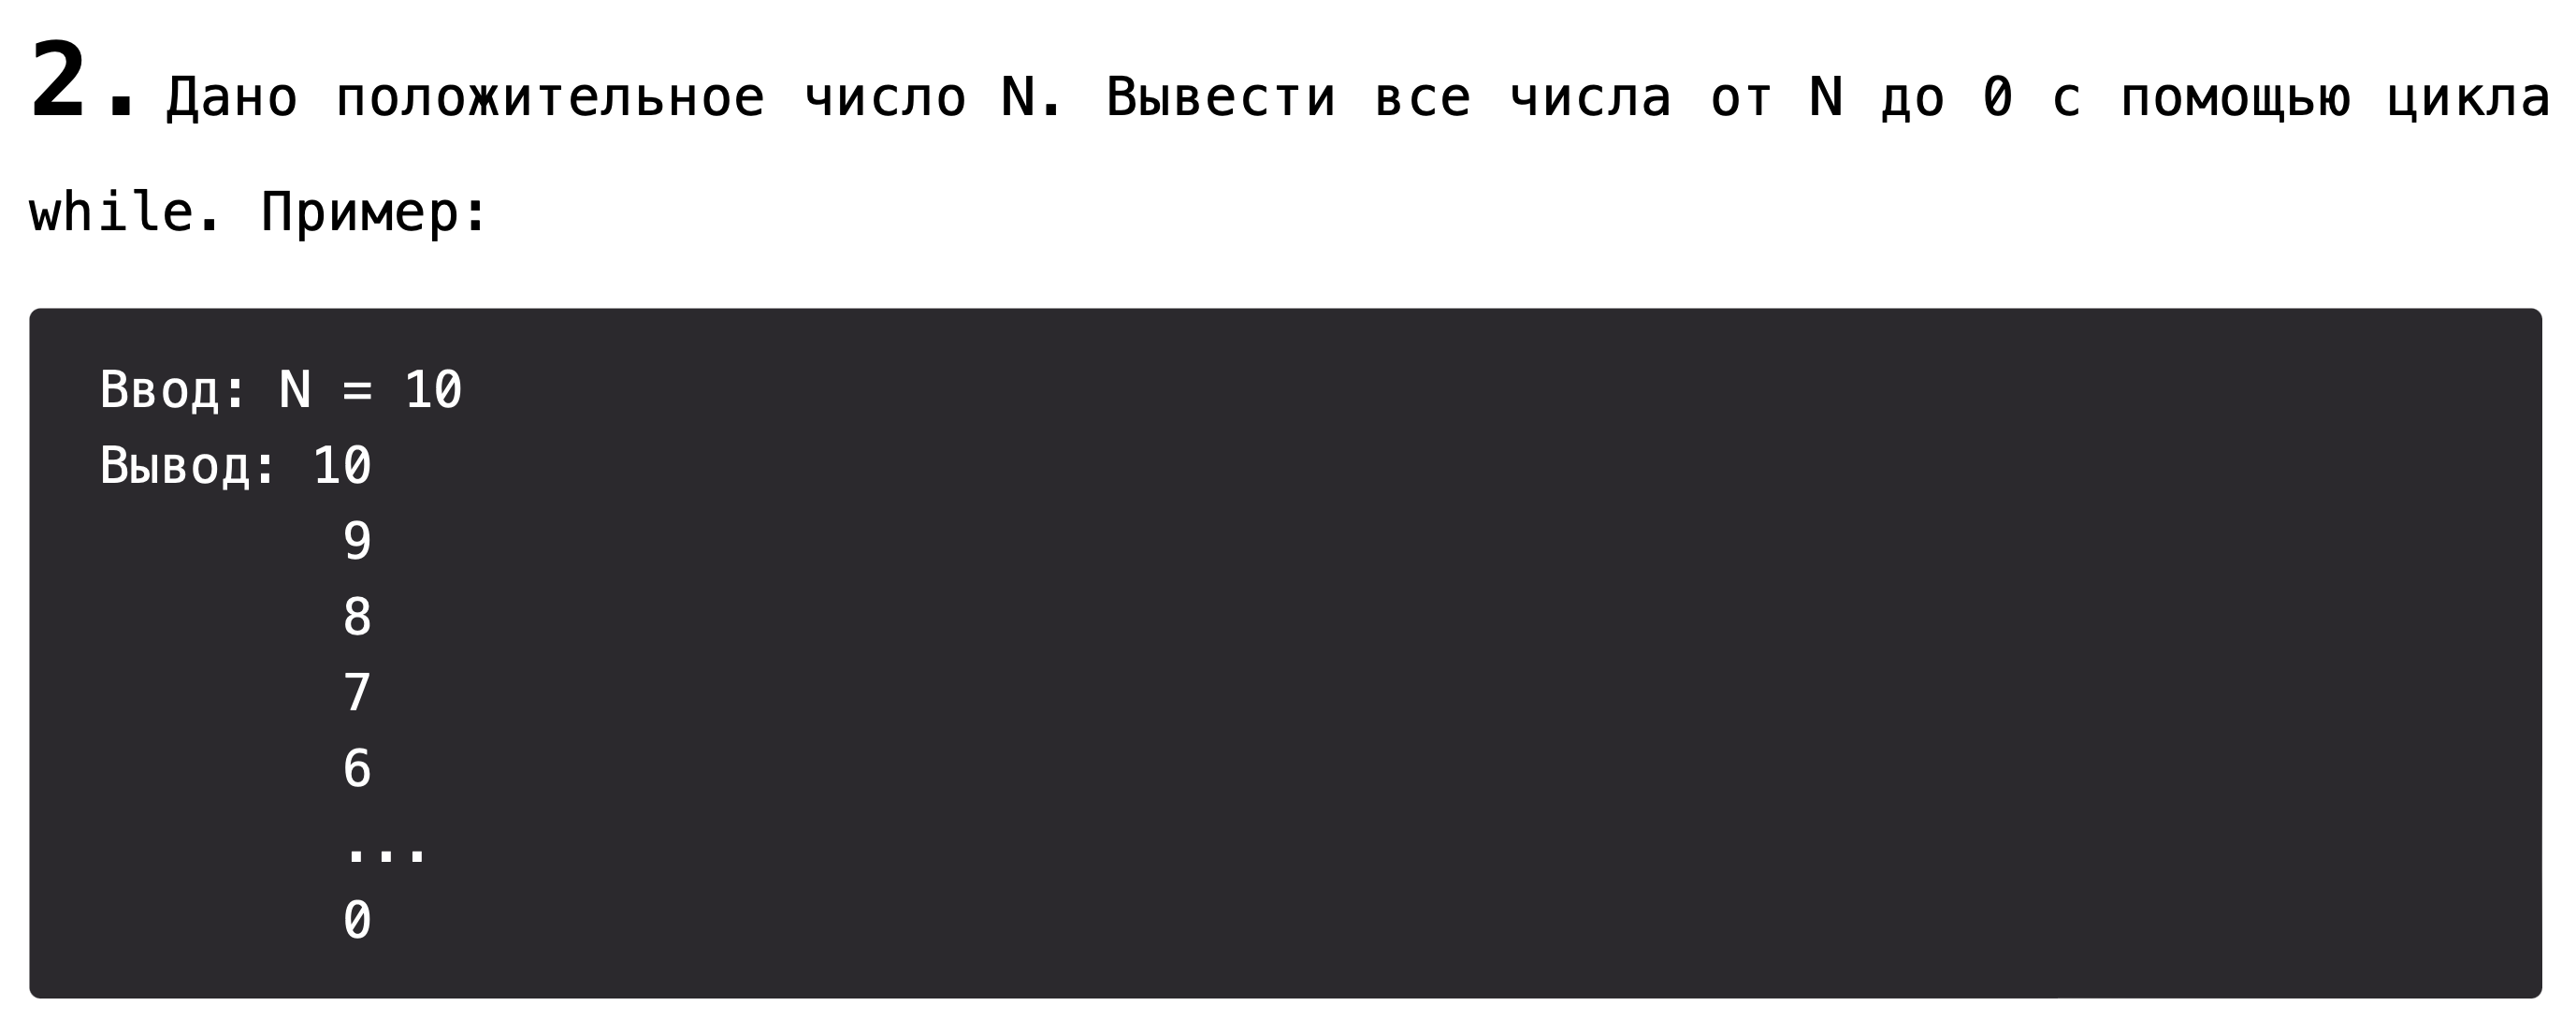 2. Дано положительное число N. Вывести все числа от N до 0 с помощью цикла
while. Пример:
Ввод: N = 10
Вывод: 10
9
8
7
6
...
0